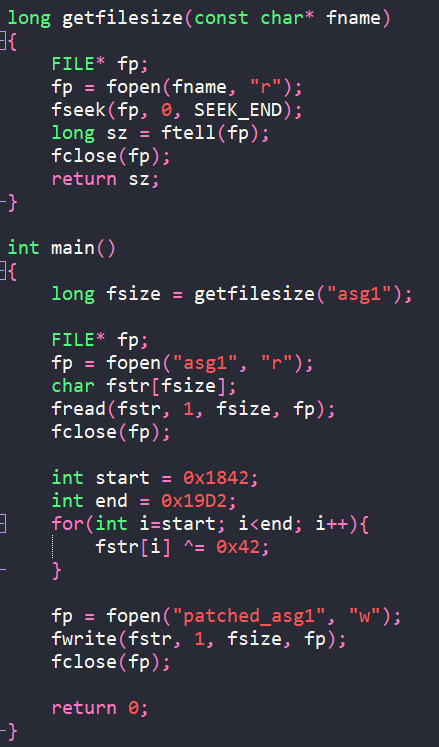 long getfilesize(const char* fname)
{
    FILE* fp;
    fp = fopen(fname, "r");
    fseek(fp, 0, SEEK_END);
    long sz = ftell(fp);
    fclose(fp);
    return sz;
}
int main()
{
    long fsize = getfilesize("asg1");
    FILE* fp;
    fp = fopen("asg1", "r");
    char fstr[fsize];
    fread(fstr, 1, fsize, fp);
    fclose(fp);
    int start = 0x1842;
    int end = 0x19D2;
    for(int i=start; i<end; i++){
        fstr[i] ^= 0x42;
    }
    fp = fopen("patched_asg1", "w");
    fwrite(fstr, 1, fsize, fp);
    fclose(fp);
    return 0;
}